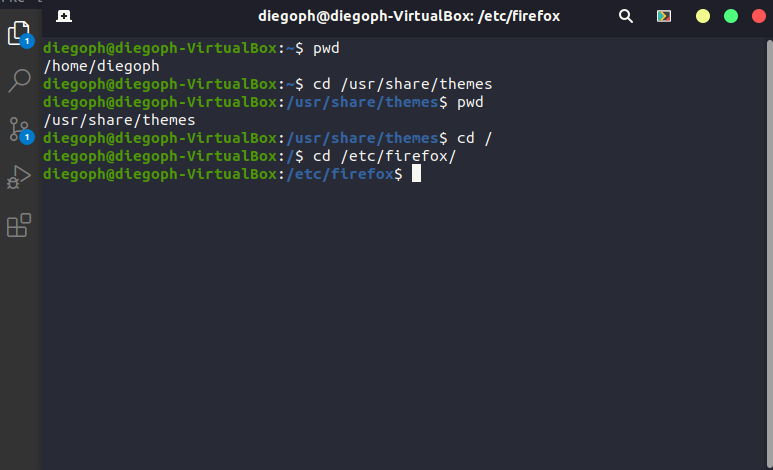 diegoph@diegoph-VirtualBox: /etc/firefox
diegoph@diegoph-VirtualBox:~$ pwd
/home/diegoph
diegoph@diegoph-VirtualBox:~$ cd /usr/share/themes
diegoph@diegoph-VirtualBox:/usr/share/themes$ pwd
/usr/share/themes
diegoph@diegoph-VirtualBox:/usr/share/themes$ cd /
diegoph@diegoph-VirtualBox:/$ cd /etc/firefox/
diegoph@diegoph-VirtualBox:/etc/firefox$
1
1